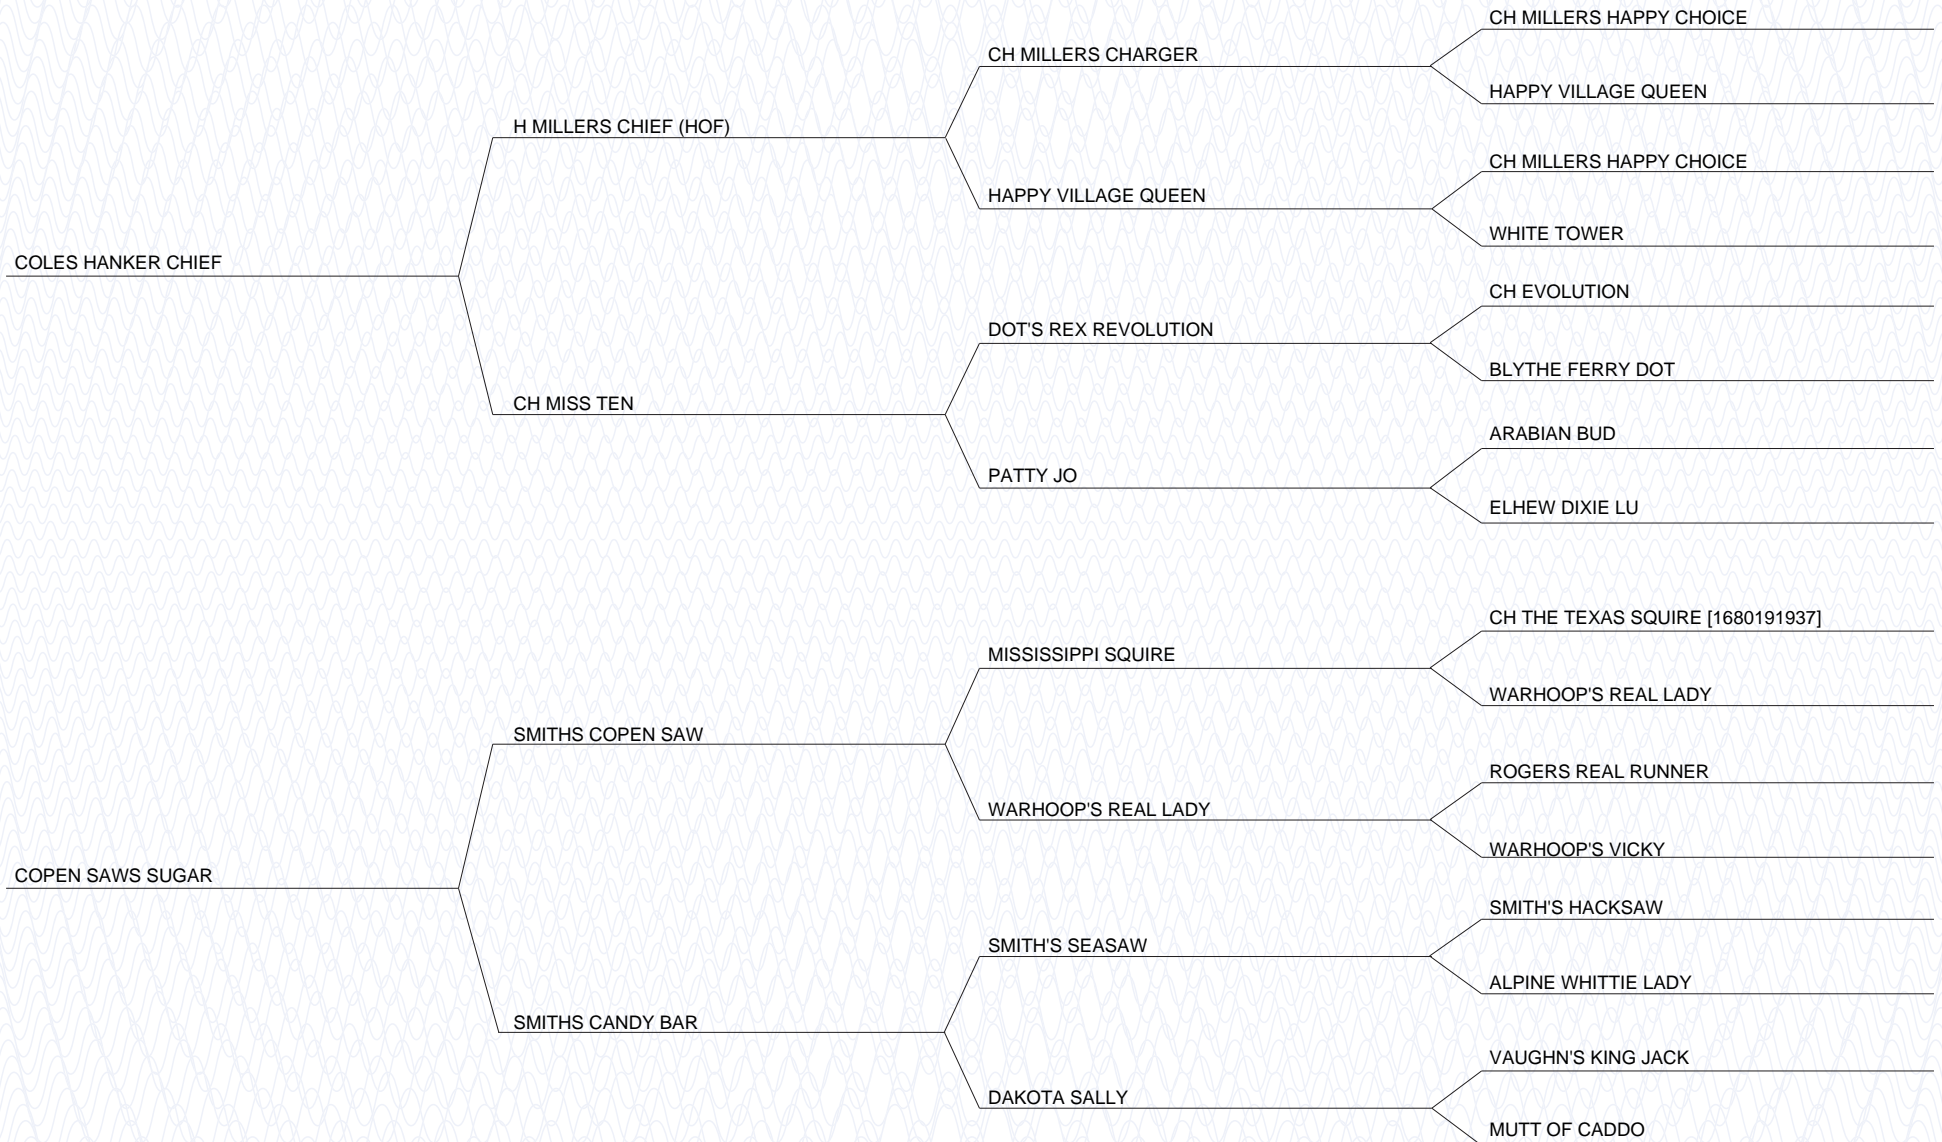 CH MILLERS HAPPY CHOICE
CH MILLERS CHARGER
HAPPY VILLAGE QUEEN
H MILLERS CHIEF (HOF)
CH MILLERS HAPPY CHOICE
HAPPY VILLAGE QUEEN
WHITE TOWER
COLES HANKER CHIEF
CH EVOLUTION
DOT'S REX REVOLUTION
BLYTHE FERRY DOT
CH MISS TEN
ARABIAN BUD
PATTY JO
ELHEW DIXIE LU
CH THE TEXAS SQUIRE [1680191937]
MISSISSIPPI SQUIRE
WARHOOP'S REAL LADY
SMITHS COPEN SAW
ROGERS REAL RUNNER
WARHOOP'S REAL LADY
WARHOOP'S VICKY
COPEN SAWS SUGAR
SMITH'S HACKSAW
SMITH'S SEASAW
ALPINE WHITTIE LADY
SMITHS CANDY BAR
VAUGHN'S KING JACK
DAKOTA SALLY
MUTT OF CADDO